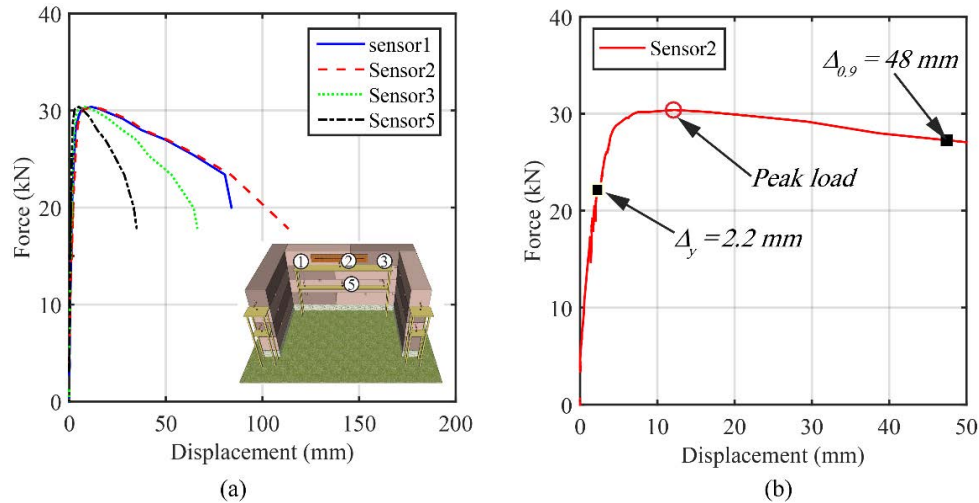 40
30
20
10
0
Force (kN)
0
50
100
150
200
Displacement (mm)
sensor1
Sensor2
Sensor3
Sensor5
1
2
3
5
(a)
40
30
20
10
0
Force (kN)
0
10
20
30
40
50
Displacement (mm)
Sensor2
Δ0.9 = 48 mm
Peak load
Δy = 2.2 mm
(b)